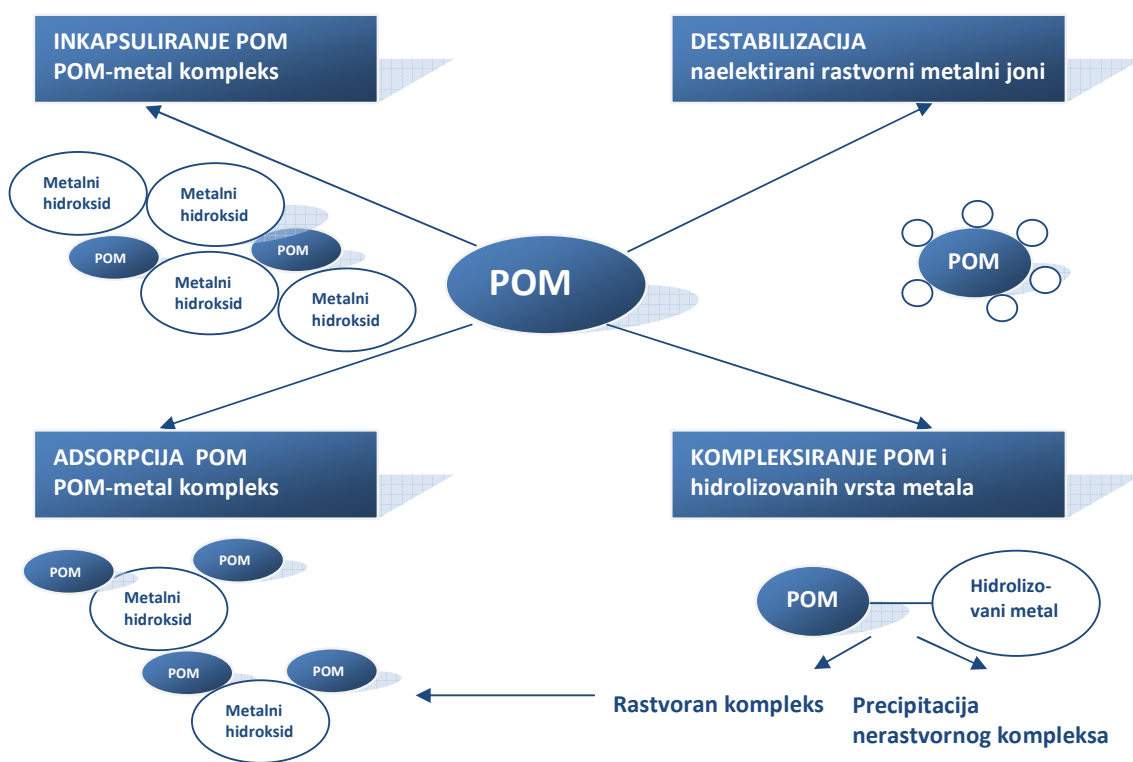 INKAPSULIRANJE POM
POM-metal kompleks
DESTABILIZACIJA
naelektirani rastvorni metalni joni
Metalni
hidroksid
Metalni
hidroksid
POM
POM
Metalni
hidroksid
Metalni
hidroksid
POM
POM
ADSORPCIJA POM
POM-metal kompleks
KOMPLEKSIRANJE POM i
hidrolizovanih vrsta metala
POM
POM
Metalni
hidroksid
POM
POM
Metalni
hidroksid
POM
Hidrolizo-
vani metal
Rastvoran kompleks
Precipitacija
nerastvornog kompleksa